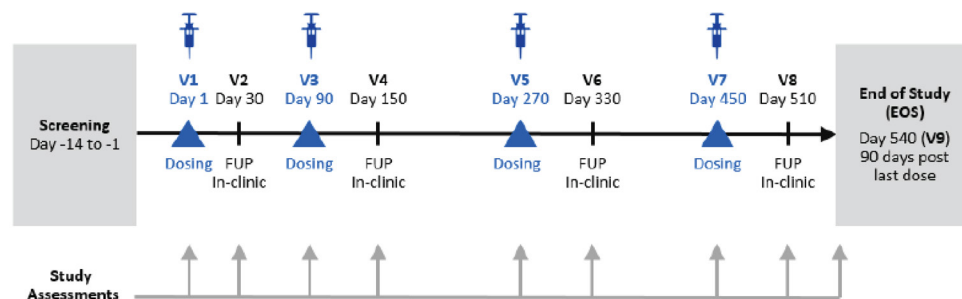 Screening
Day -14 to -1
V1
Day 1
Dosing
V2
Day 30
FUP
In-clinic
V3
Day 90
Dosing
V4
Day 150
FUP
In-clinic
V5
Day 270
Dosing
V6
Day 330
FUP
In-clinic
V7
Day 450
Dosing
V8
Day 510
FUP
In-clinic
End of Study
(EOS)
Day 540 (V9)
90 days post
last dose
Study
Assessments